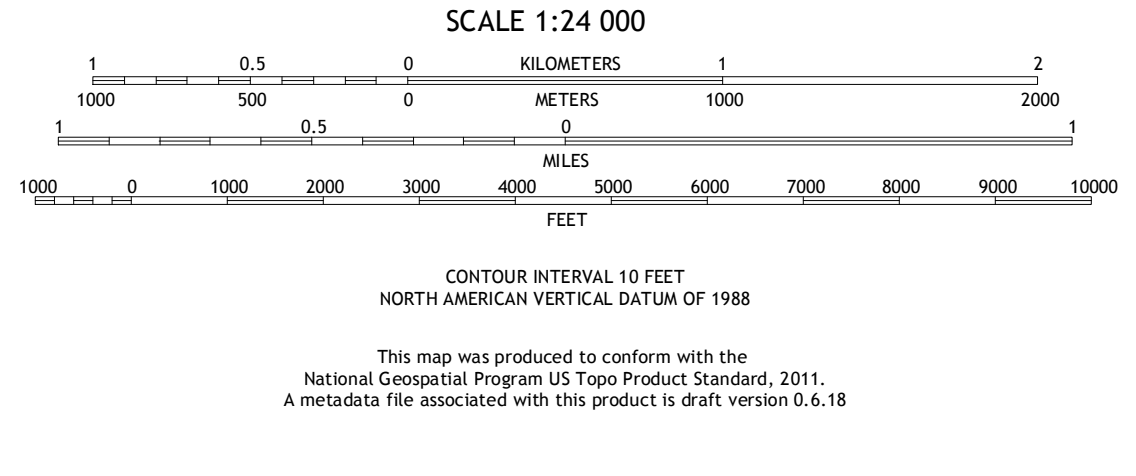 SCALE 1:24 000
1 0.5 0 KILOMETERS 1 2
1000 500 0 METERS 1000 2000
1 0.5 0 1
MILES
1000 0 1000 2000 3000 4000 5000 6000 7000 8000 9000 10000
FEET
CONTOUR INTERVAL 10 FEET
NORTH AMERICAN VERTICAL DATUM OF 1988
This map was produced to conform with the
National Geospatial Program US Topo Product Standard, 2011.
A metadata file associated with this product is draft version 0.6.18